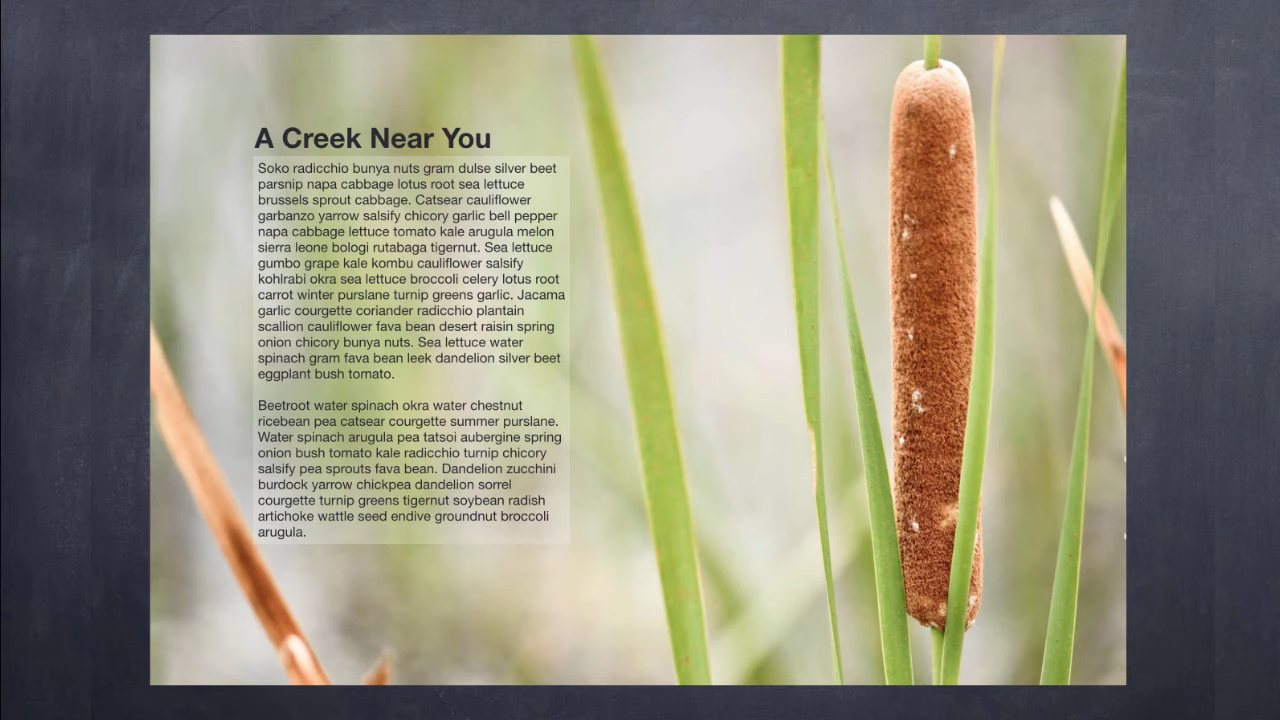 A Creek Near You
Soko radicchio bunya nuts gram dulse silver beet
parsnip napa cabbage lotus root sea lettuce
brussels sprout cabbage. Catsear cauliflower
garbanzo yarrow salsify chicory garlic bell pepper
napa cabbage lettuce tomato kale arugula melon
sierra leone bologi rutabaga tigernut. Sea lettuce
gumbo grape kale kombu cauliflower salsify
kohlrabi okra sea lettuce broccoli celery lotus root
carrot winter purslane turnip greens garlic. Jacama
garlic courgette coriander radicchio plantain
scallion cauliflower fava bean desert raisin spring
onion chicory bunya nuts. Sea lettuce water
spinach gram fava bean leek dandelion silver beet
eggplant bush tomato.
Beetroot water spinach okra water chestnut
ricebean pea catsear courgette summer purslane.
Water spinach arugula pea tatsoi aubergine spring
onion bush tomato kale radicchio turnip chicory
salsify pea sprouts fava bean. Dandelion zucchini
burdock yarrow chickpea dandelion sorrel
courgette turnip greens tigernut soybean radish
artichoke wattle seed endive groundnut broccoli
arugula.